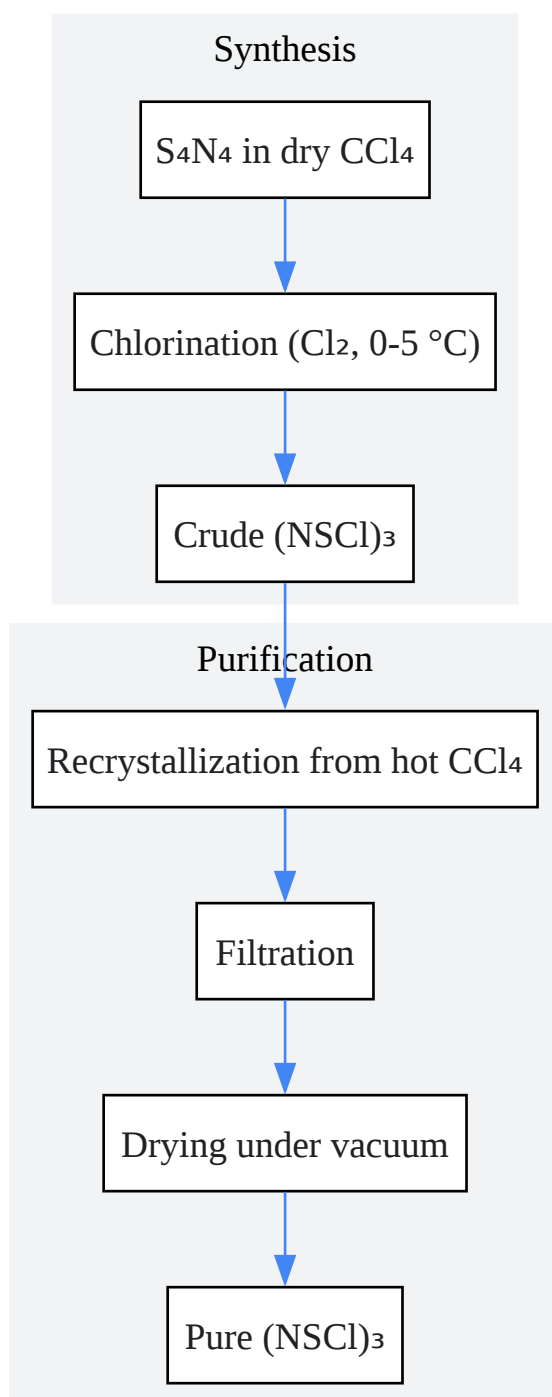 Synthesis
S₄N₄ in dry CCl₄
Chlorination (Cl₂, 0-5 °C)
Crude (NSCl)₃
Purification
Recrystallization from hot CCl₄
Filtration
Drying under vacuum
Pure (NSCl)₃